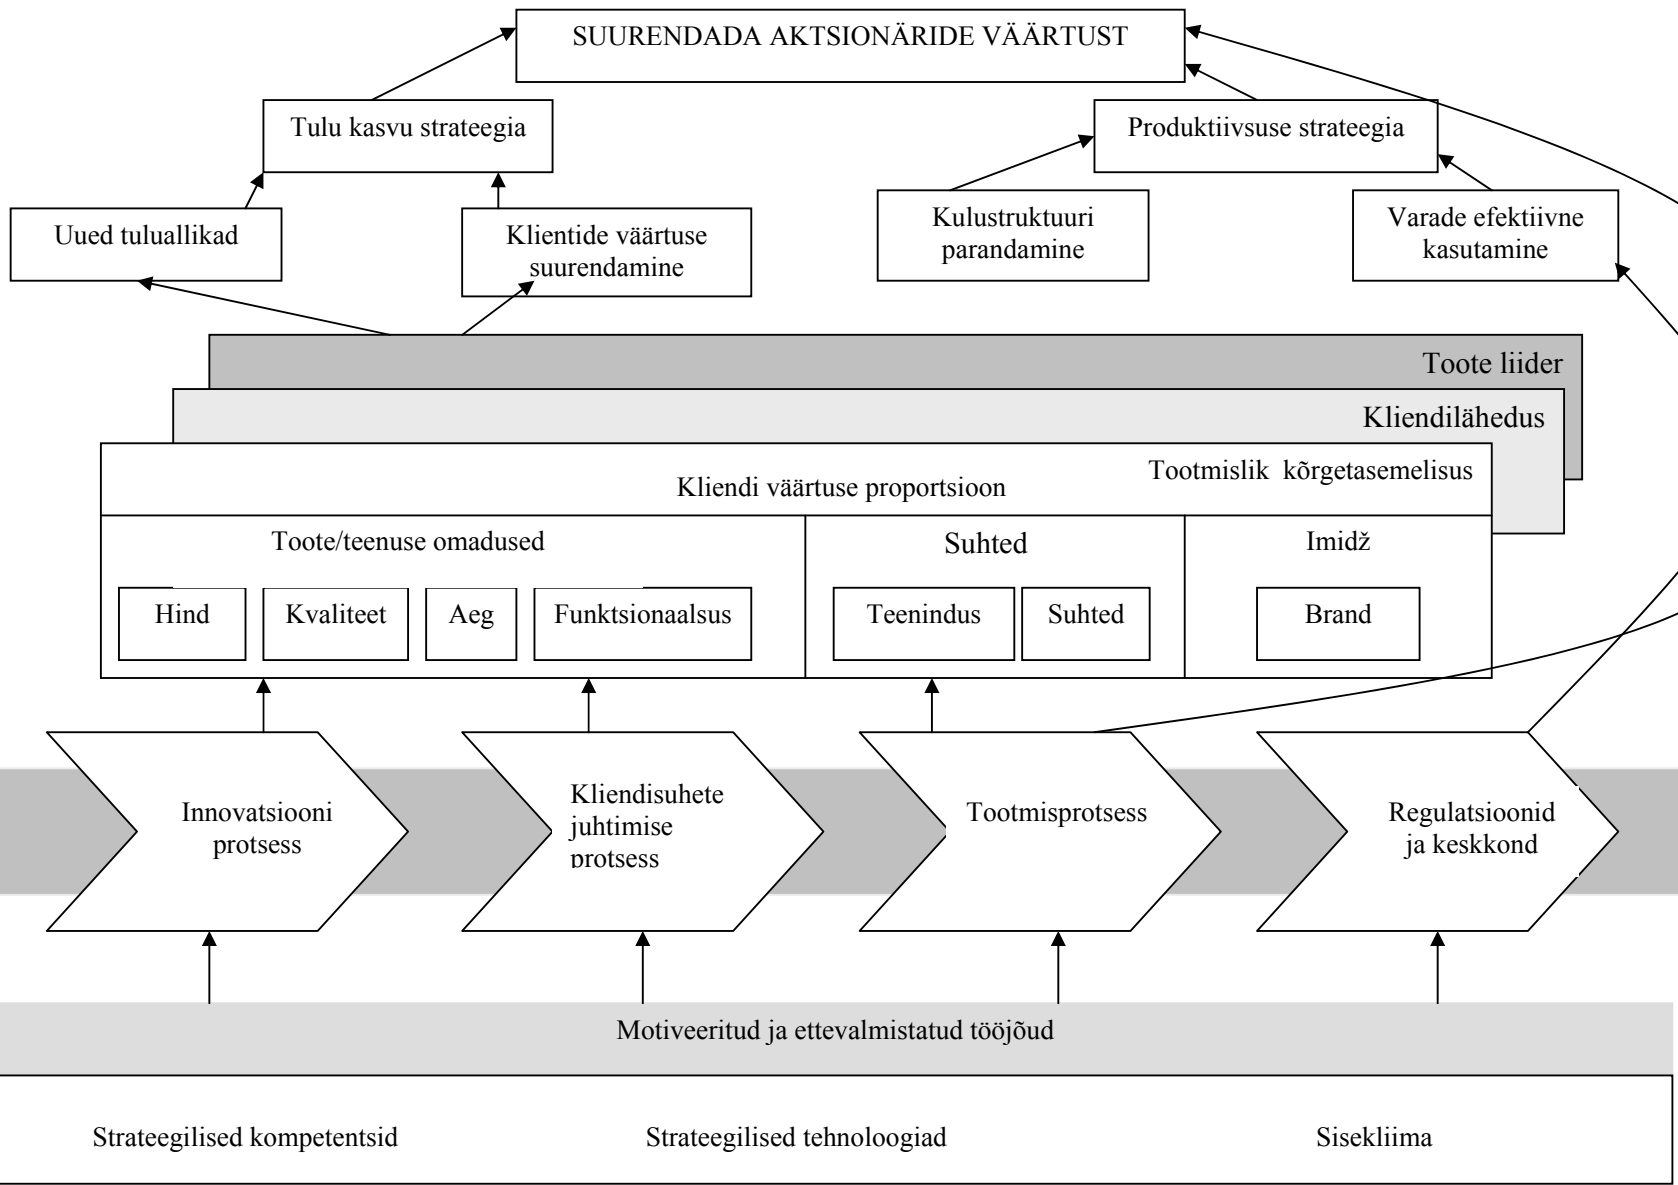 SUURENDADA AKTSIONÄRIDE VÄÄRTUST
Tulu kasvu strateegia
Produktiivsuse strateegia
Uued tuluallikad
Klientide väärtuse
suurendamine
Kulustruktuuri
parandamine
Varade efektiivne
kasutamine
Toote liider
Kliendilähedus
Tootmislik kõrgetasemelisus
Kliendi väärtuse proportsioon
Toote/teenuse omadused
Suhted
Imidž
Hind
Kvaliteet
Aeg
Funktsionaalsus
Teenindus
Suhted
Brand
Innovatsiooni
protsess
Kliendisuhete
juhtimise
protsess
Tootmisprotsess
Regulatsioonid
ja keskkond
Motiveeritud ja ettevalmistatud tööjõud
Strateegilised kompetentsid
Strateegilised tehnoloogiad
Sisekliima